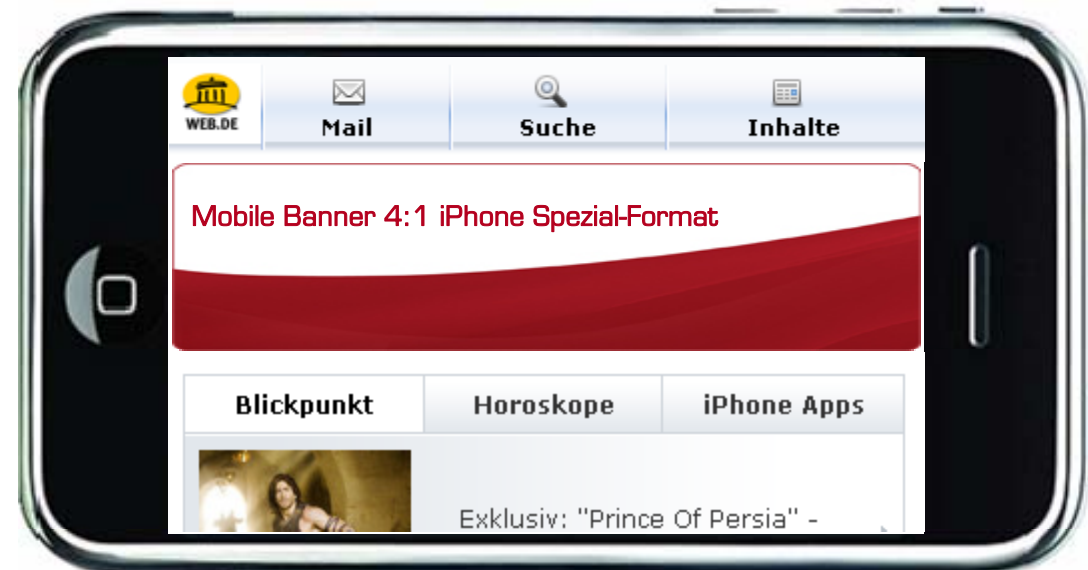 WEB.DE
Mail
Suche
Inhalte
Mobile Banner 4:1 iPhone Spezial-Format
Blickpunkt
Horoskope
iPhone Apps
Exklusiv: "Prince Of Persia" -